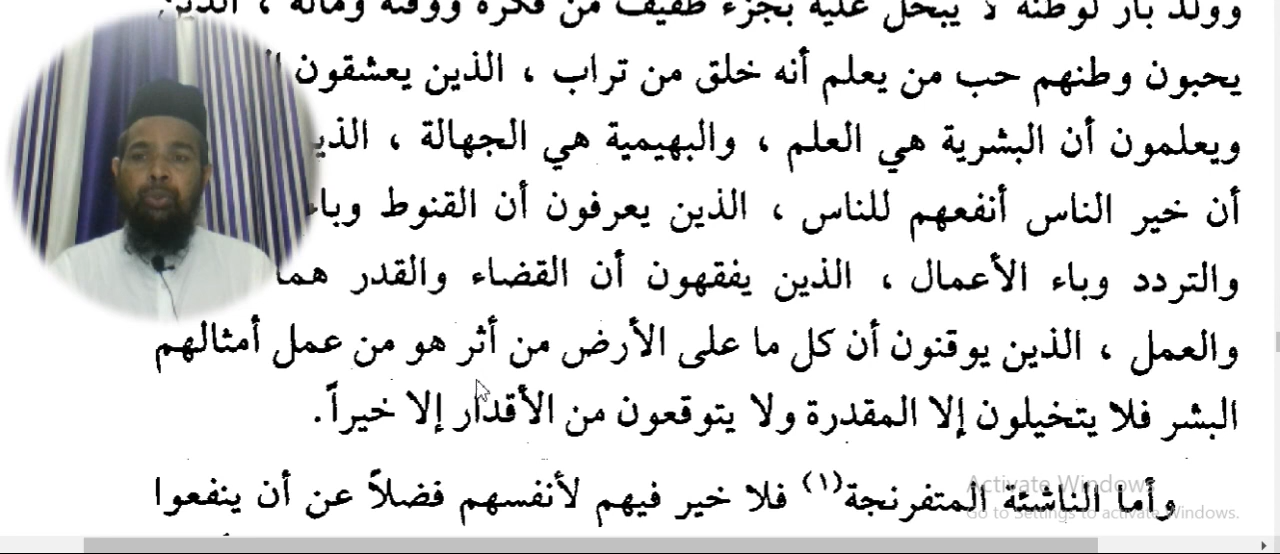 وولد بار لوطنه لا يبخل عليه بجزء طفيف من فكره ووقته وماله ، الذين
يحبون وطنهم حب من يعلم أنه خلق من تراب ، الذين يعشقون
ويعلمون أن البشرية هي العلم ، والبهيمية هي الجهالة ،
أن خير الناس أنفعهم للناس ، الذين يعرفون أن القنوط وباء
والتردد وباء الأعمال ، الذين يفقهون أن القضاء والقدر هما
والعمل ، الذين يوقنون أن كل ما على الأرض من أثر هو من عمل أمثالهم
البشر فلا يتخيلون إلا المقدرة ولا يتوقعون من الأقدار إلا خيراً.
وأما الناشئة المتفرنجة(١) فلا خير فيهم لأنفسهم فضلاً عن أن ينفعوا
Activate Windows
Go to Settings to activate Windows.